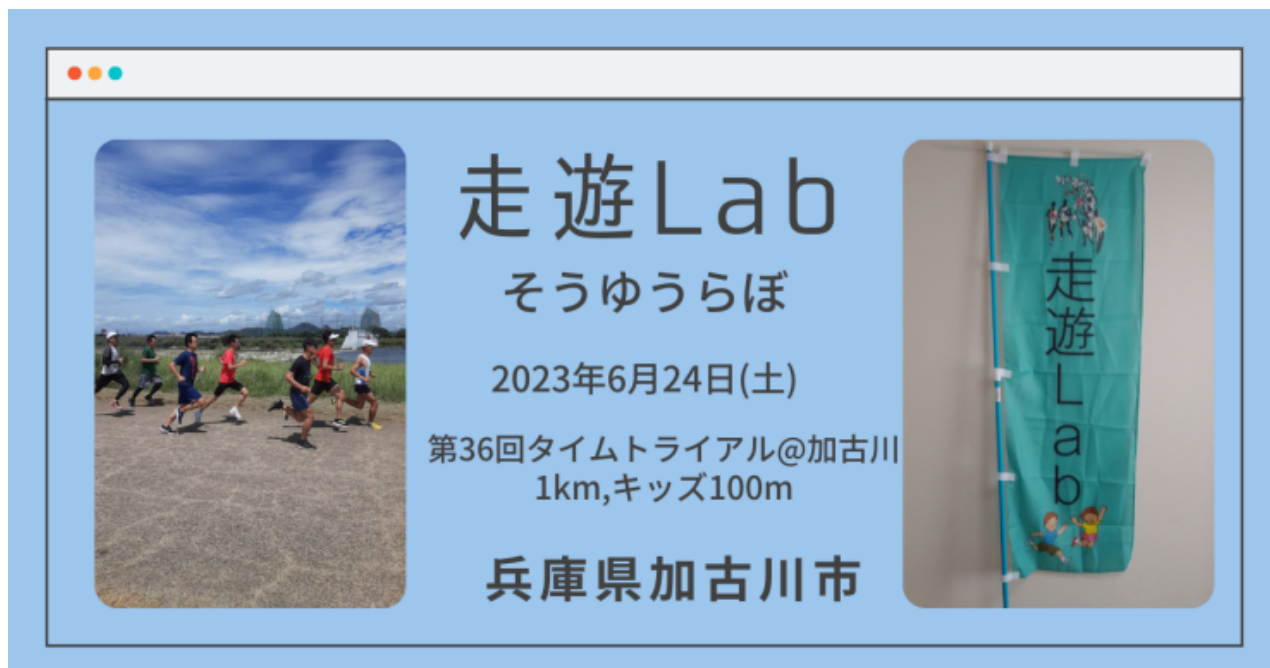 走遊Lab
そうゆうらぼ
2023年6月24日(土)
第36回タイムトライアル@加古川
1km,キッズ100m
兵庫県加古川市
走遊Lab